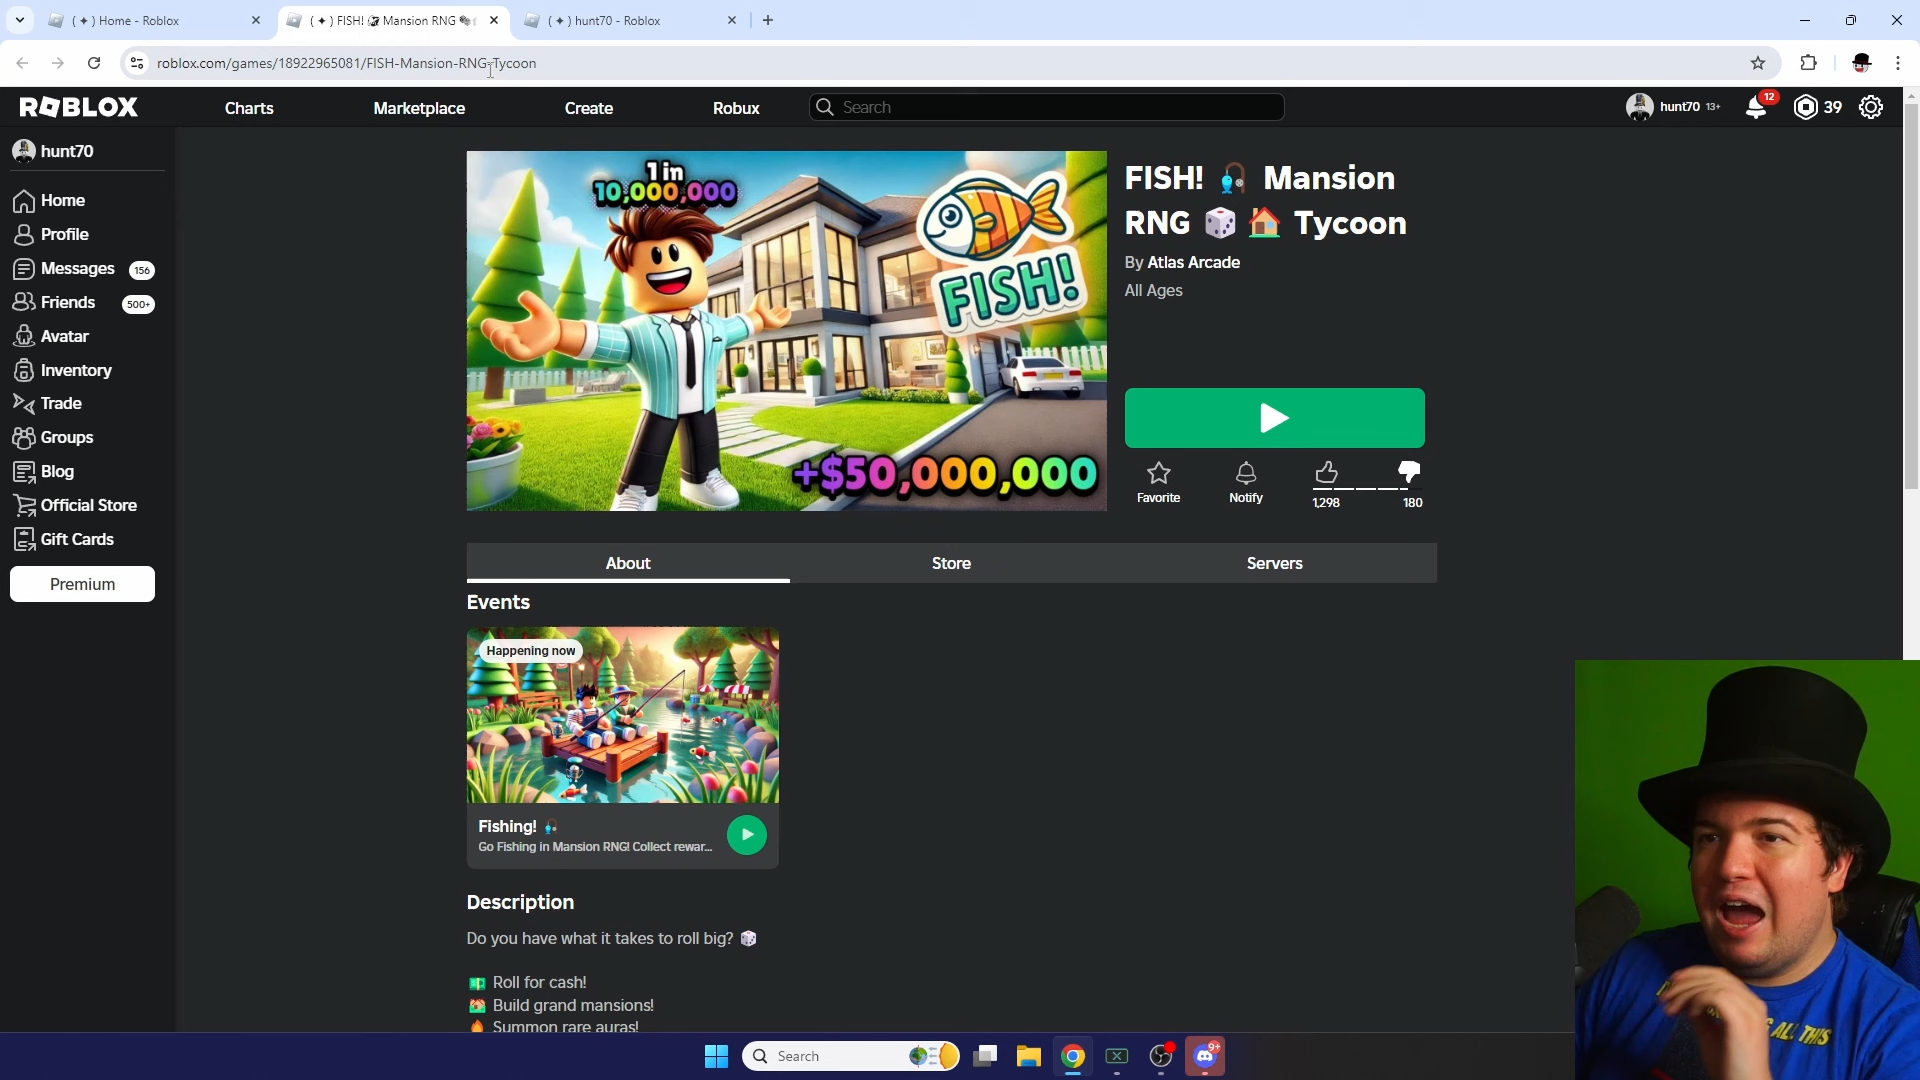 ( ✦ ) Home - Roblox
( ✦ ) FISH! 🎣 Mansion RNG 🎲
( ✦ ) hunt70 - Roblox
roblox.com/games/18922965081/FISH-Mansion-RNG-Tycoon
ROBLOX
Charts
Marketplace
Create
Robux
Search
hunt70 13+
12
39
hunt70
Home
Profile
Messages 156
Friends 500+
Avatar
Inventory
Trade
Groups
Blog
Official Store
Gift Cards
Premium
1 in
10,000,000
FISH!
+$50,000,000
FISH! 🎣 Mansion
RNG 🎲 🏠 Tycoon
By Atlas Arcade
All Ages
Favorite
Notify
1,298
180
About
Store
Servers
Events
Happening now
Fishing! 🎣
Go Fishing in Mansion RNG! Collect rewar...
Description
Do you have what it takes to roll big? 🎲
💵 Roll for cash!
🏡 Build grand mansions!
🔥 Summon rare auras!
ALL THIS
Search
9+